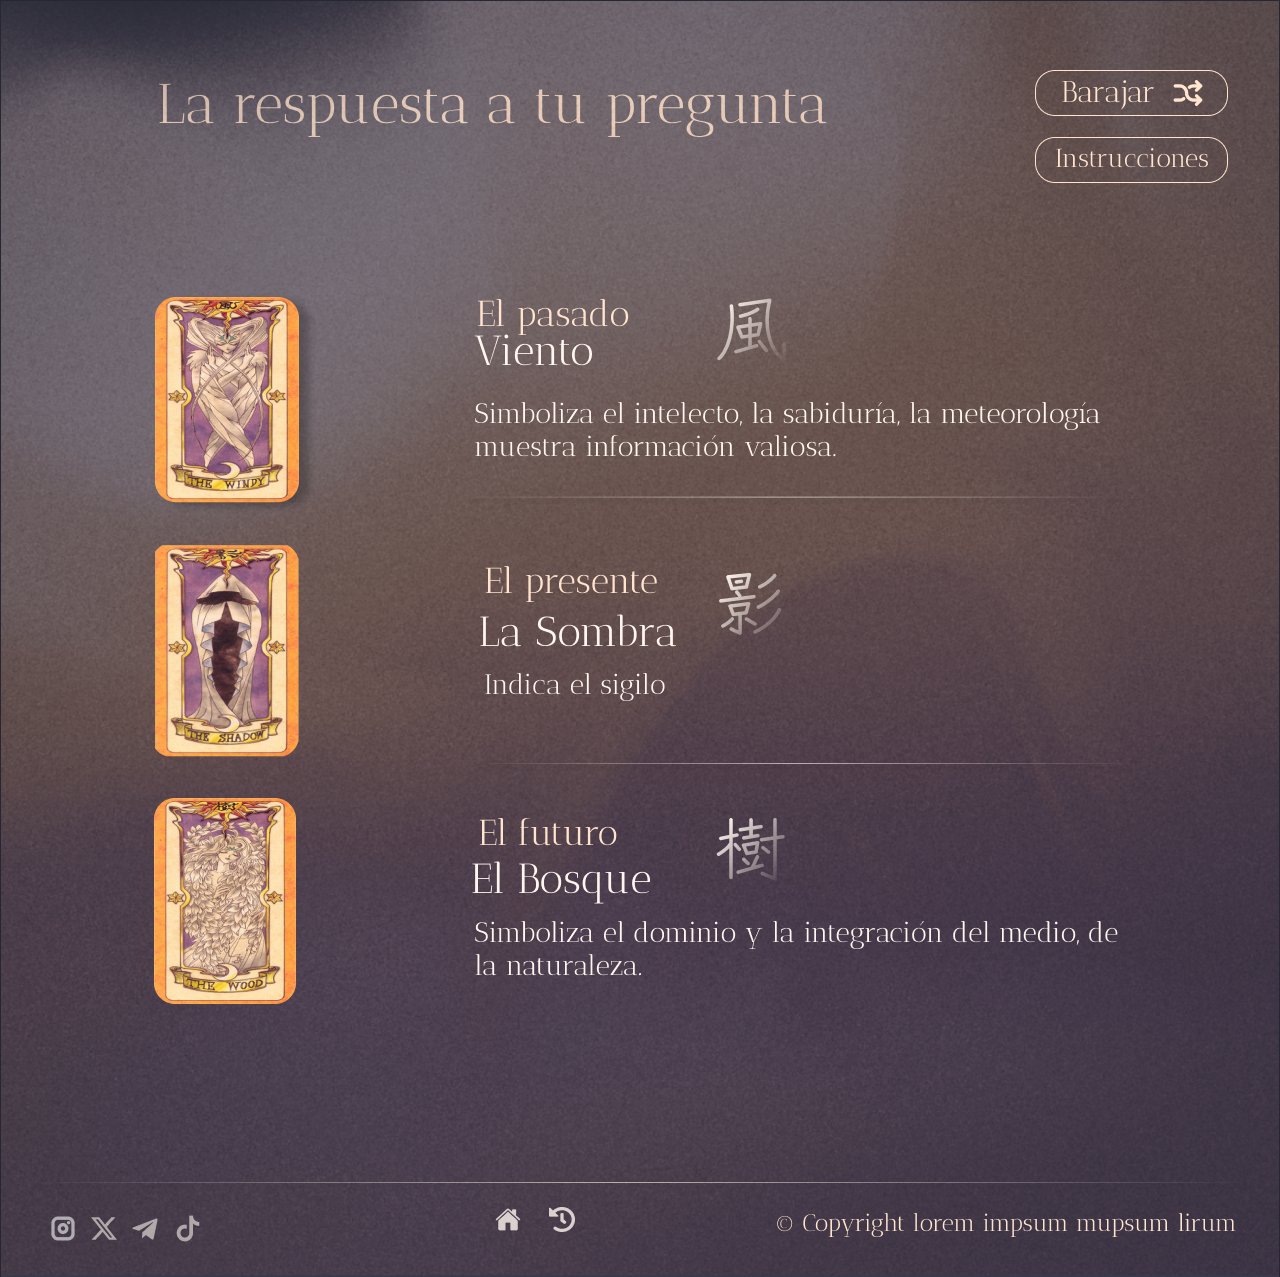 La respuesta a tu pregunta
Barajar
Instrucciones
El pasado
風
Viento
Simboliza el intelecto, la sabiduría, la meteorología
muestra información valiosa.
THE WINDY
El presente
影
La Sombra
Indica el sigilo
THE SHADOW
El futuro
樹
El Bosque
Simboliza el dominio y la integración del medio, de
la naturaleza.
THE WOOD
© Copyright lorem impsum mupsum lirum